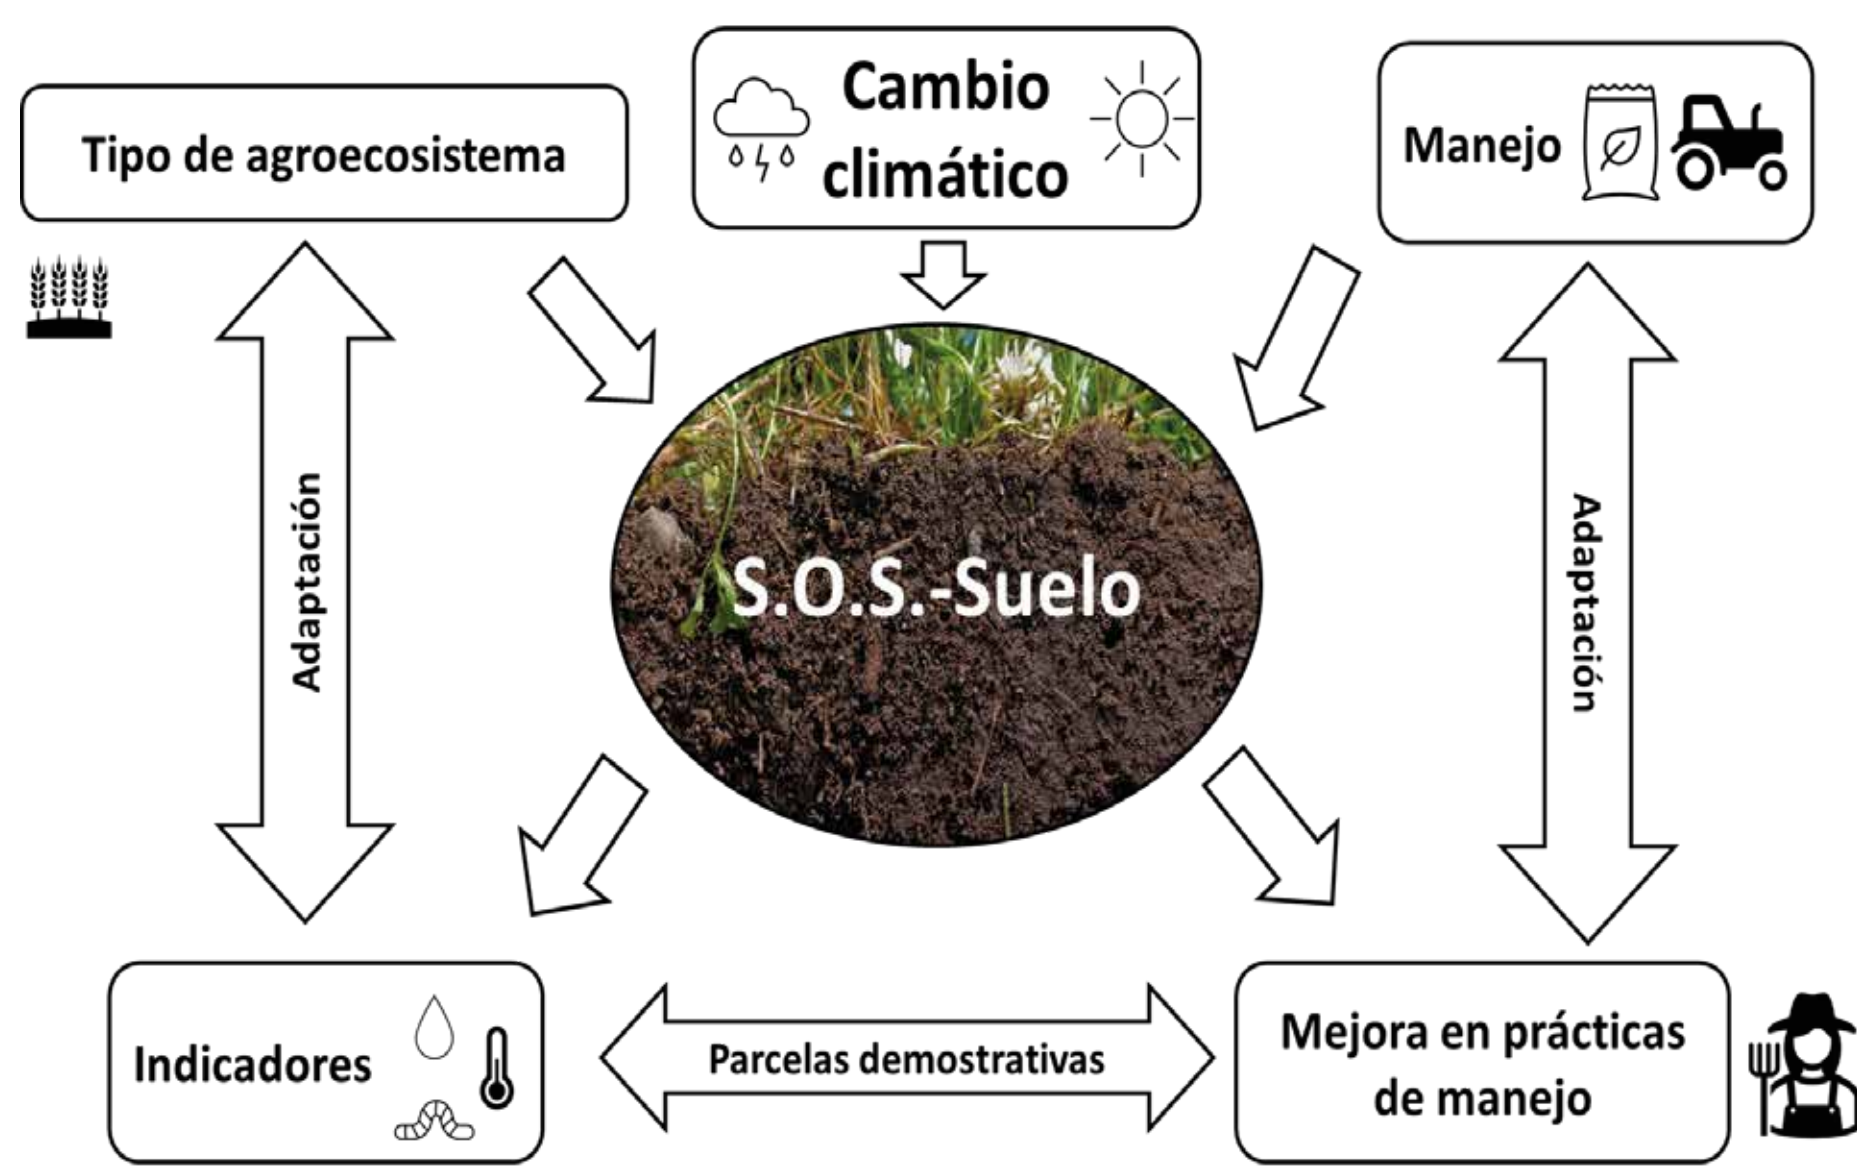 Tipo de agroecosistema
Cambio
climático
Manejo
Adaptación
S.O.S.-Suelo
Adaptación
Indicadores
Parcelas demostrativas
Mejora en prácticas
de manejo